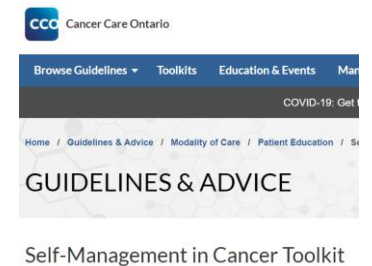 cco Cancer Care Ontario
Browse Guidelines Toolkits Education & Events
COVID-19: Get
Home / Guidelines & Advice / Modality of Care / Patient Education /
GUIDELINES & ADVICE
Self-Management in Cancer Toolkit